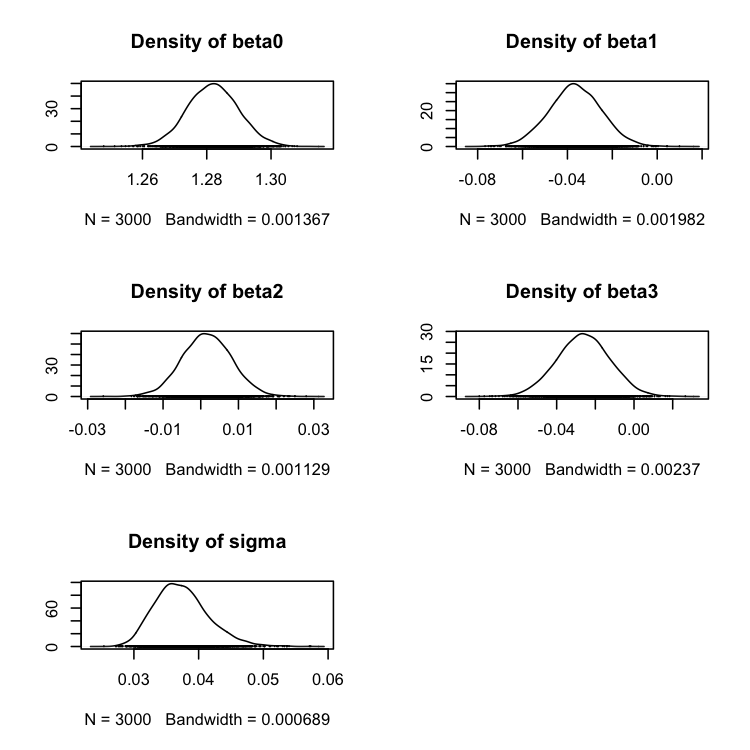 Density of beta0
30
0
1.26 1.28 1.30
N = 3000 Bandwidth = 0.001367
Density of beta1
20
0
-0.08 -0.04 0.00
N = 3000 Bandwidth = 0.001982
Density of beta2
30
0
-0.03 -0.01 0.01 0.03
N = 3000 Bandwidth = 0.001129
Density of beta3
30
15
0
-0.08 -0.04 0.00
N = 3000 Bandwidth = 0.00237
Density of sigma
60
0
0.03 0.04 0.05 0.06
N = 3000 Bandwidth = 0.000689